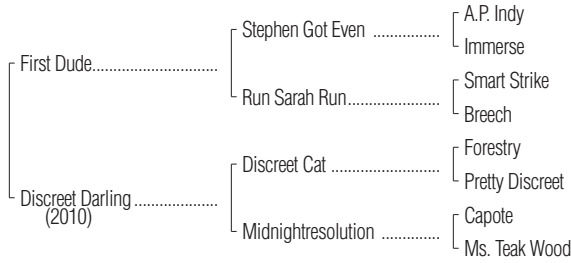 Stephen Got Even ................ A.P. Indy
Immerse
First Dude..............................
Run Sarah Run...................... Smart Strike
Breech
Discreet Cat .......................... Forestry
Pretty Discreet
Discreet Darling ....................
(2010)
Midnightresolution ............... Capote
Ms. Teak Wood